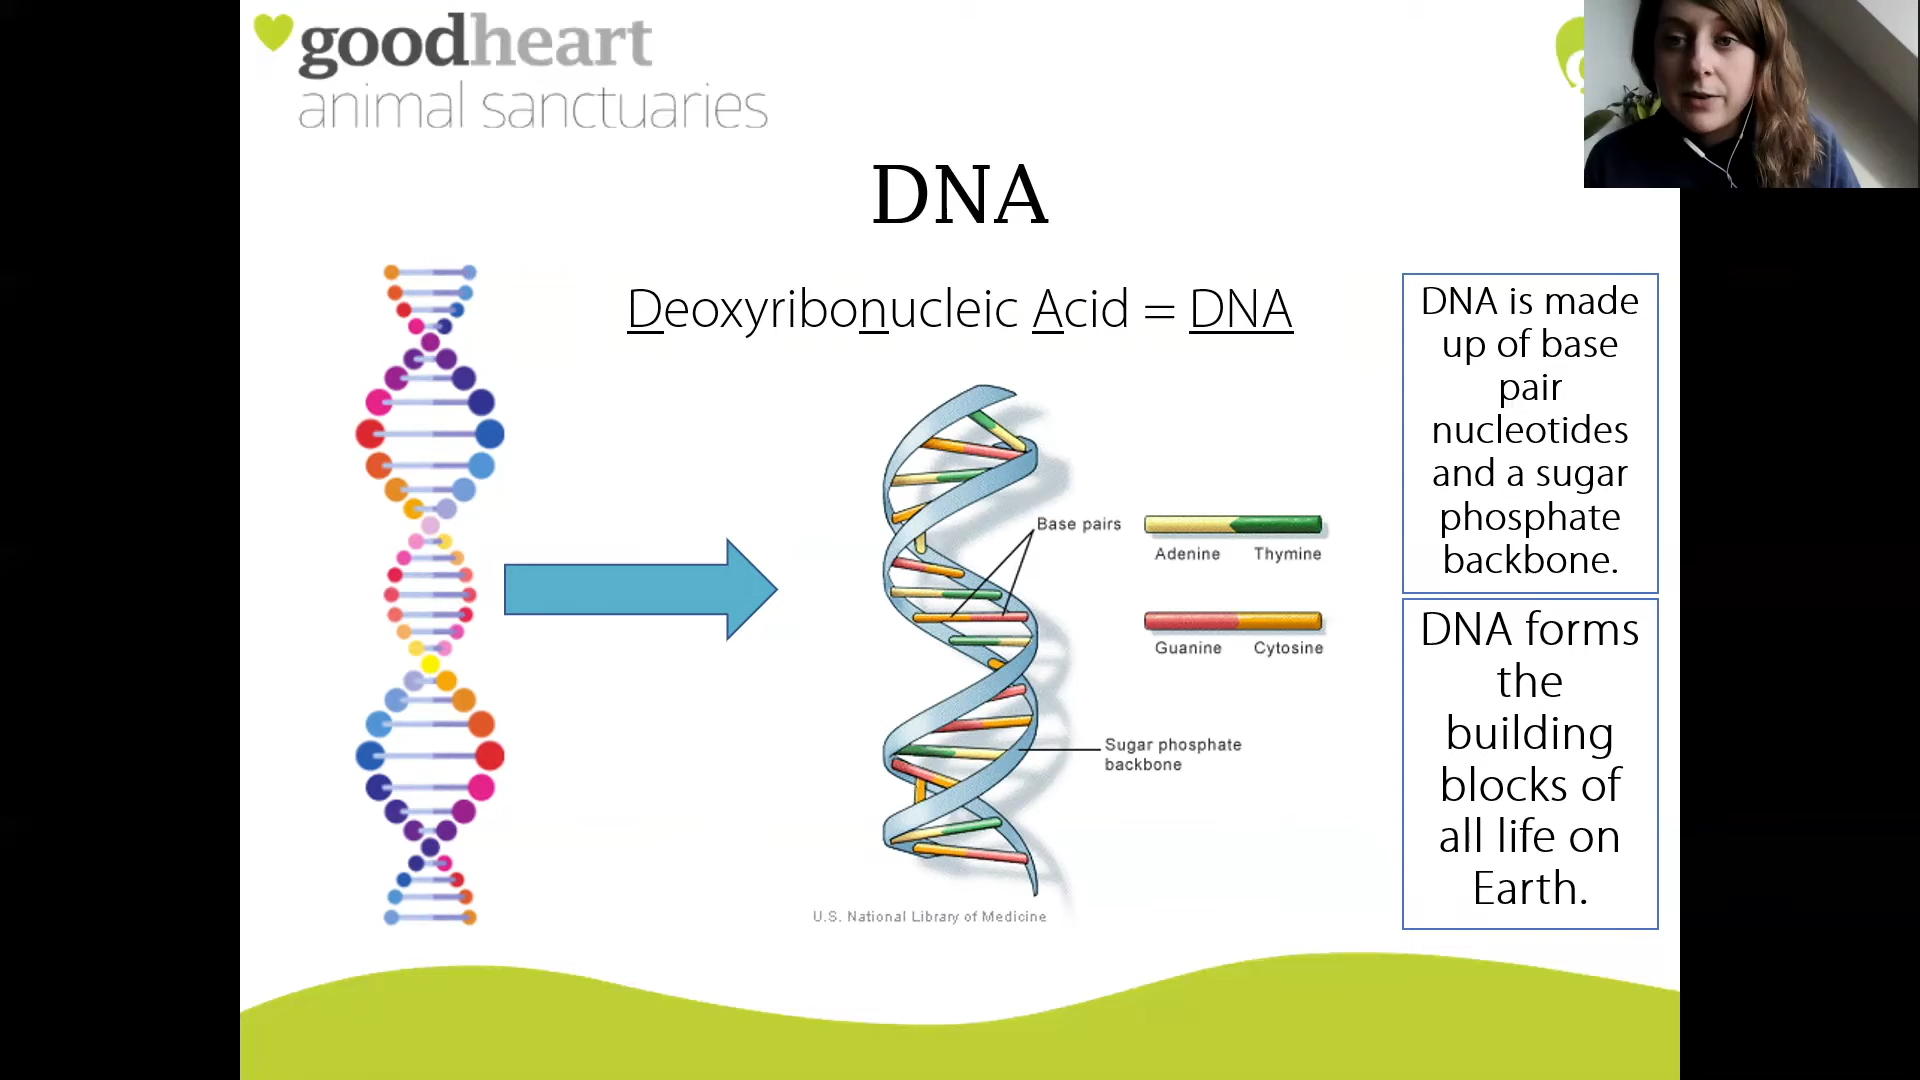 goodheart
animal sanctuaries
DNA
Deoxyribonucleic Acid = DNA
Base pairs
Adenine Thymine
Guanine Cytosine
Sugar phosphate
backbone
U.S. National Library of Medicine
DNA is made
up of base
pair
nucleotides
and a sugar
phosphate
backbone.
DNA forms
the
building
blocks of
all life on
Earth.